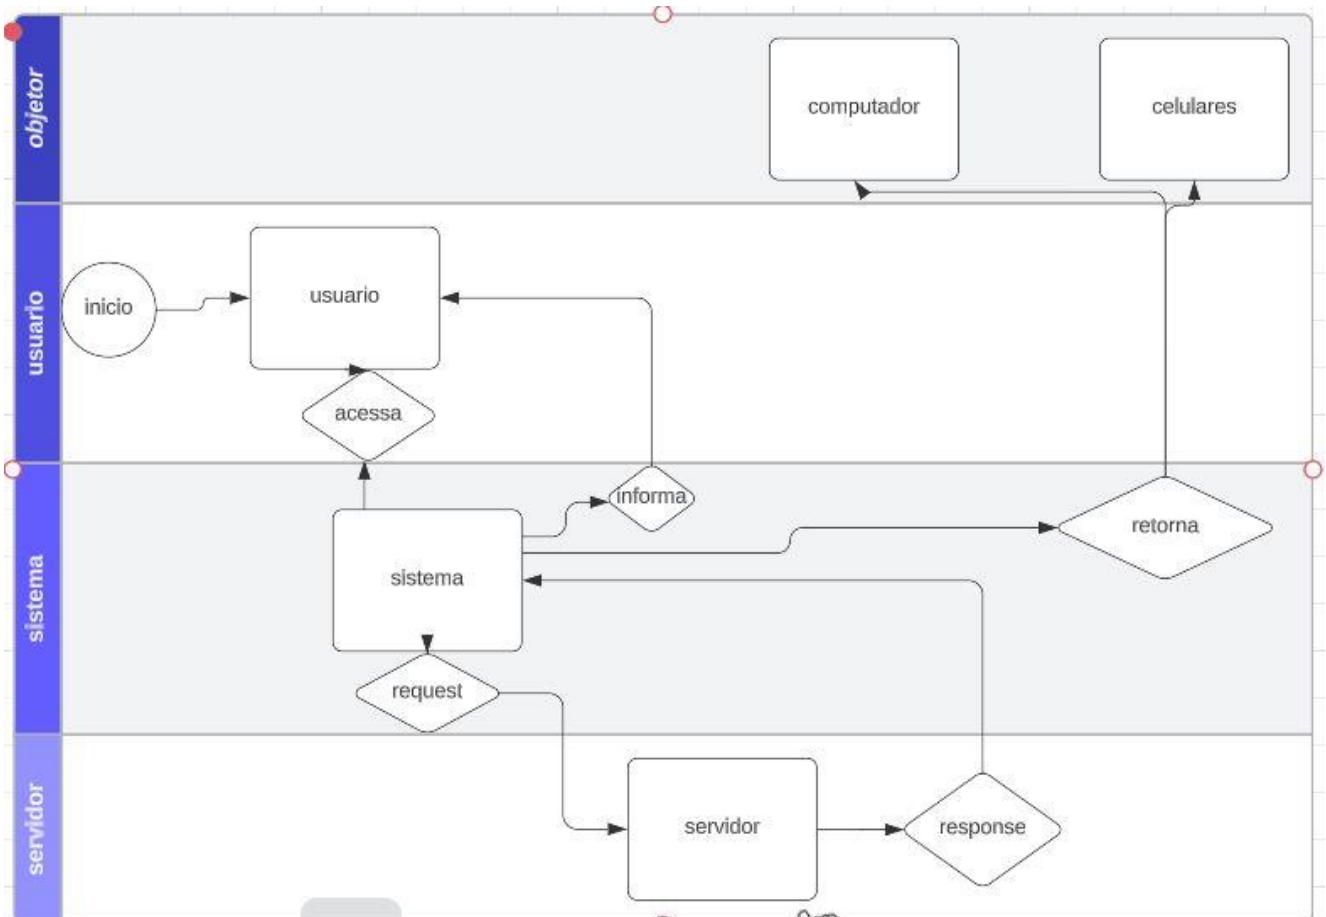 objetor
computador
celulares
usuario
inicio
usuario
acessa
sistema
informa
retorna
sistema
request
servidor
servidor
response